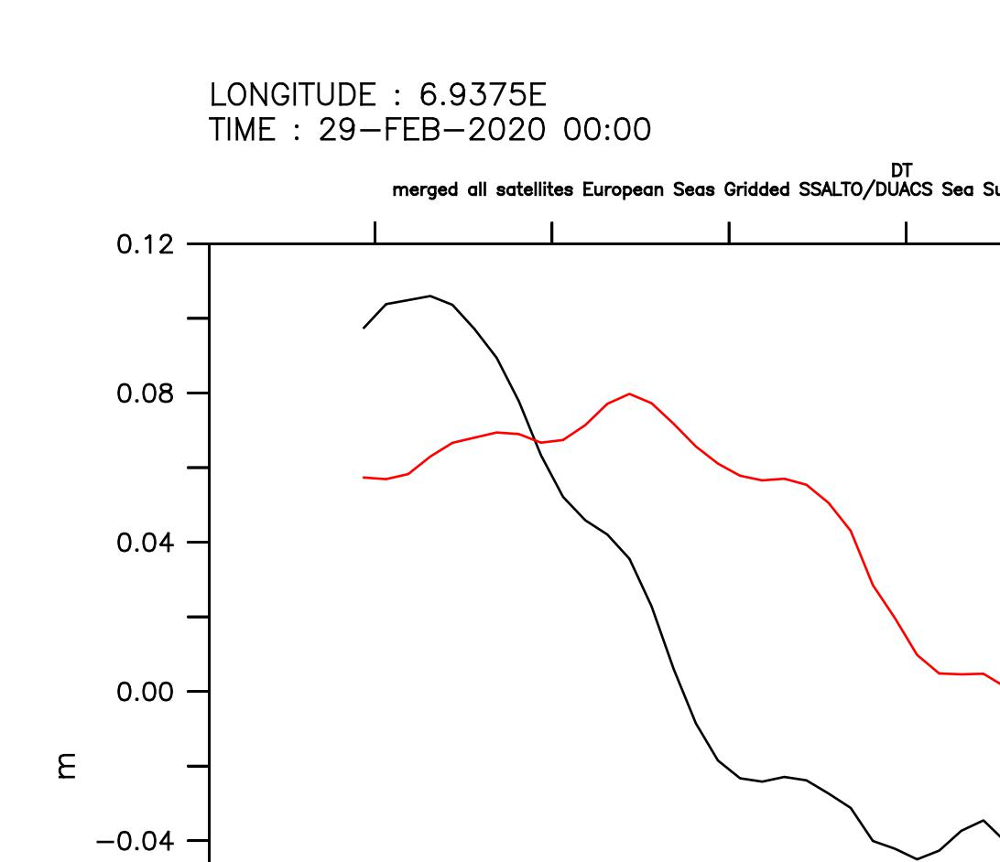 LONGITUDE : 6.9375E
TIME : 29-FEB-2020 00:00
DT
merged all satellites European Seas Gridded SSALTO/DUACS Sea
0.12
0.08
0.04
0.00
m
-0.04